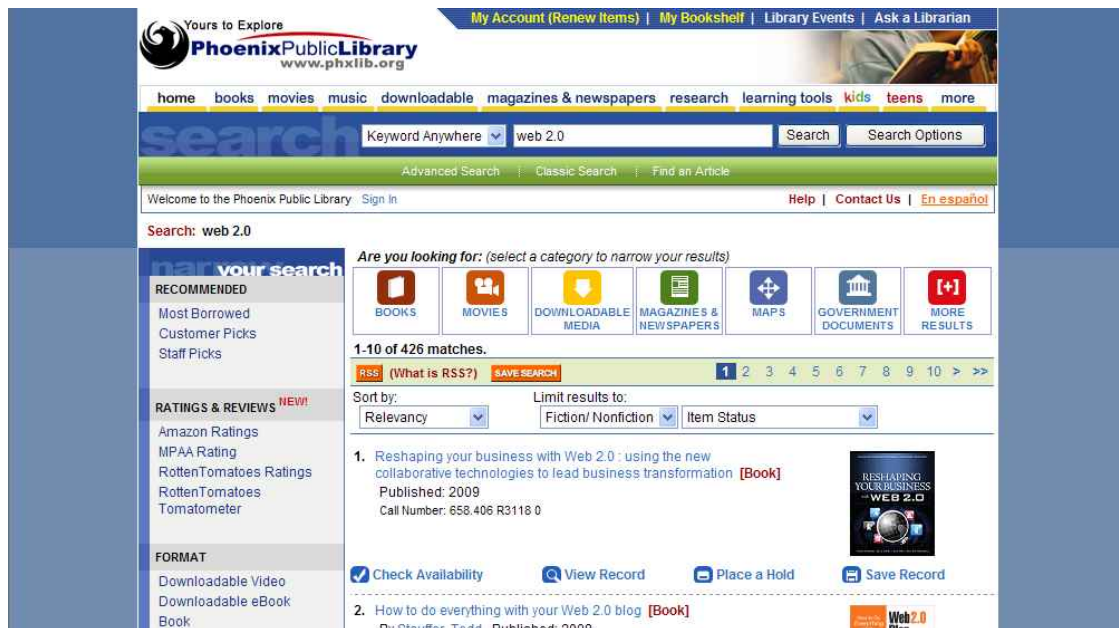 Yours to Explore
PhoenixPublicLibrary
www.phxlib.org
My Account (Renew Items) | My Bookshelf | Library Events | Ask a Librarian
home books movies music downloadable magazines & newspapers research learning tools kids teens more
search
Keyword Anywhere web 2.0 Search Search Options
Advanced Search Classic Search Find an Article
Welcome to the Phoenix Public Library Sign In
Help | Contact Us | En español
Search: web 2.0
narrow your search
RECOMMENDED
Most Borrowed
Customer Picks
Staff Picks
RATINGS & REVIEWS NEW!
Amazon Ratings
MPAA Rating
RottenTomatoes Ratings
RottenTomatoes
Tomatometer
FORMAT
Downloadable Video
Downloadable eBook
Book
Are you looking for: (select a category to narrow your results)
BOOKS
MOVIES
DOWNLOADABLE
MEDIA
MAGAZINES &
NEWSPAPERS
MAPS
GOVERNMENT
DOCUMENTS
[+]
MORE
RESULTS
1-10 of 426 matches.
RSS (What is RSS?) SAVE SEARCH 1 2 3 4 5 6 7 8 9 10 > >>
Sort by: Limit results to:
Relevancy Fiction/ Nonfiction Item Status
1. Reshaping your business with Web 2.0 : using the new
collaborative technologies to lead business transformation [Book]
Published: 2009
Call Number: 658.406 R3118 0
RESHAPING
YOUR BUSINESS
WITH WEB 2.0
Check Availability View Record Place a Hold Save Record
2. How to do everything with your Web 2.0 blog [Book]
By Stauffer, Todd Published: 2008
Web 2.0